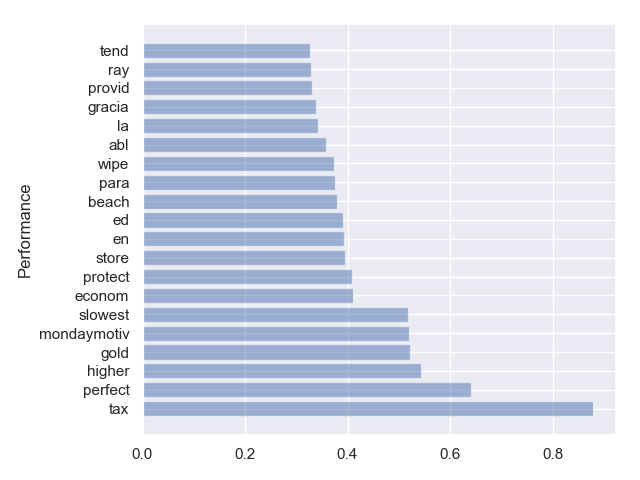 tend
ray
provid
gracia
la
abl
wipe
para
beach
ed
en
store
protect
econom
slowest
mondaymotiv
gold
higher
perfect
tax
Performance
0.0 0.2 0.4 0.6 0.8